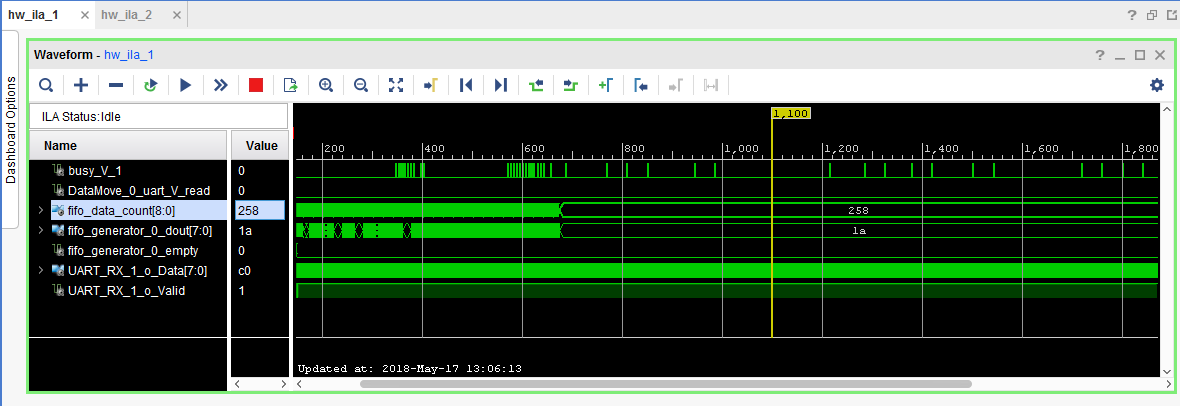 hw_ila_1 × hw_ila_2 × ?
Dashboard Options
Waveform - hw_ila_1 ?
ILA Status:Idle
1,100
Name Value
200 400 600 800 1,000 1,200 1,400 1,600 1,800
busy_V_1 0
DataMove_0_uart_V_read 0
fifo_data_count[8:0] 258 258
fifo_generator_0_dout[7:0] 1a 1a
fifo_generator_0_empty 0
UART_RX_1_o_Data[7:0] c0
UART_RX_1_o_Valid 1
Updated at: 2018-May-17 13:06:13